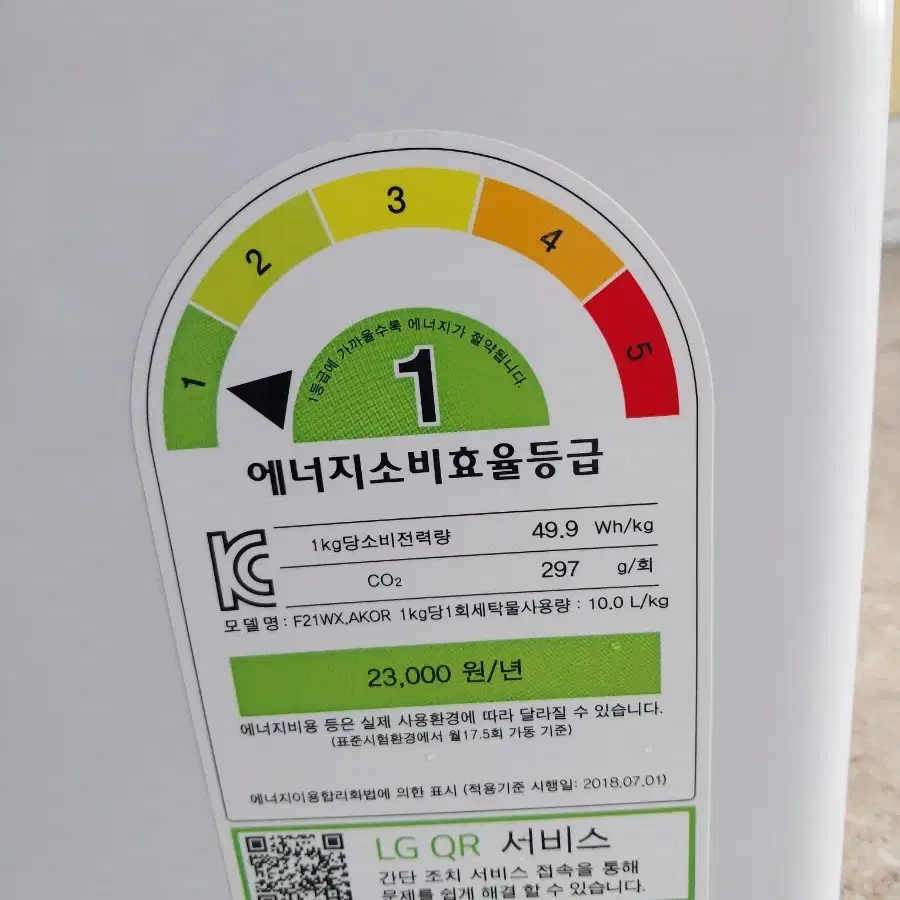 1 2 3 4 5
1등급에 가까울수록 에너지가 절약됩니다.
1
에너지소비효율등급
1kg당소비전력량 49.9 Wh/kg
CO₂ 297 g/회
모델명 : F21WX.AKOR 1kg당1회세탁물사용량 : 10.0 L/kg
23,000 원/년
에너지비용 등은 실제 사용환경에 따라 달라질 수 있습니다.
(표준시험환경에서 월17.5회 가동 기준)
에너지이용합리화법에 의한 표시 (적용기준 시행일: 2018.07.01)
LG QR 서비스
간단 조치 서비스 접속을 통해
문제를 쉽게 해결 할 수 있습니다.